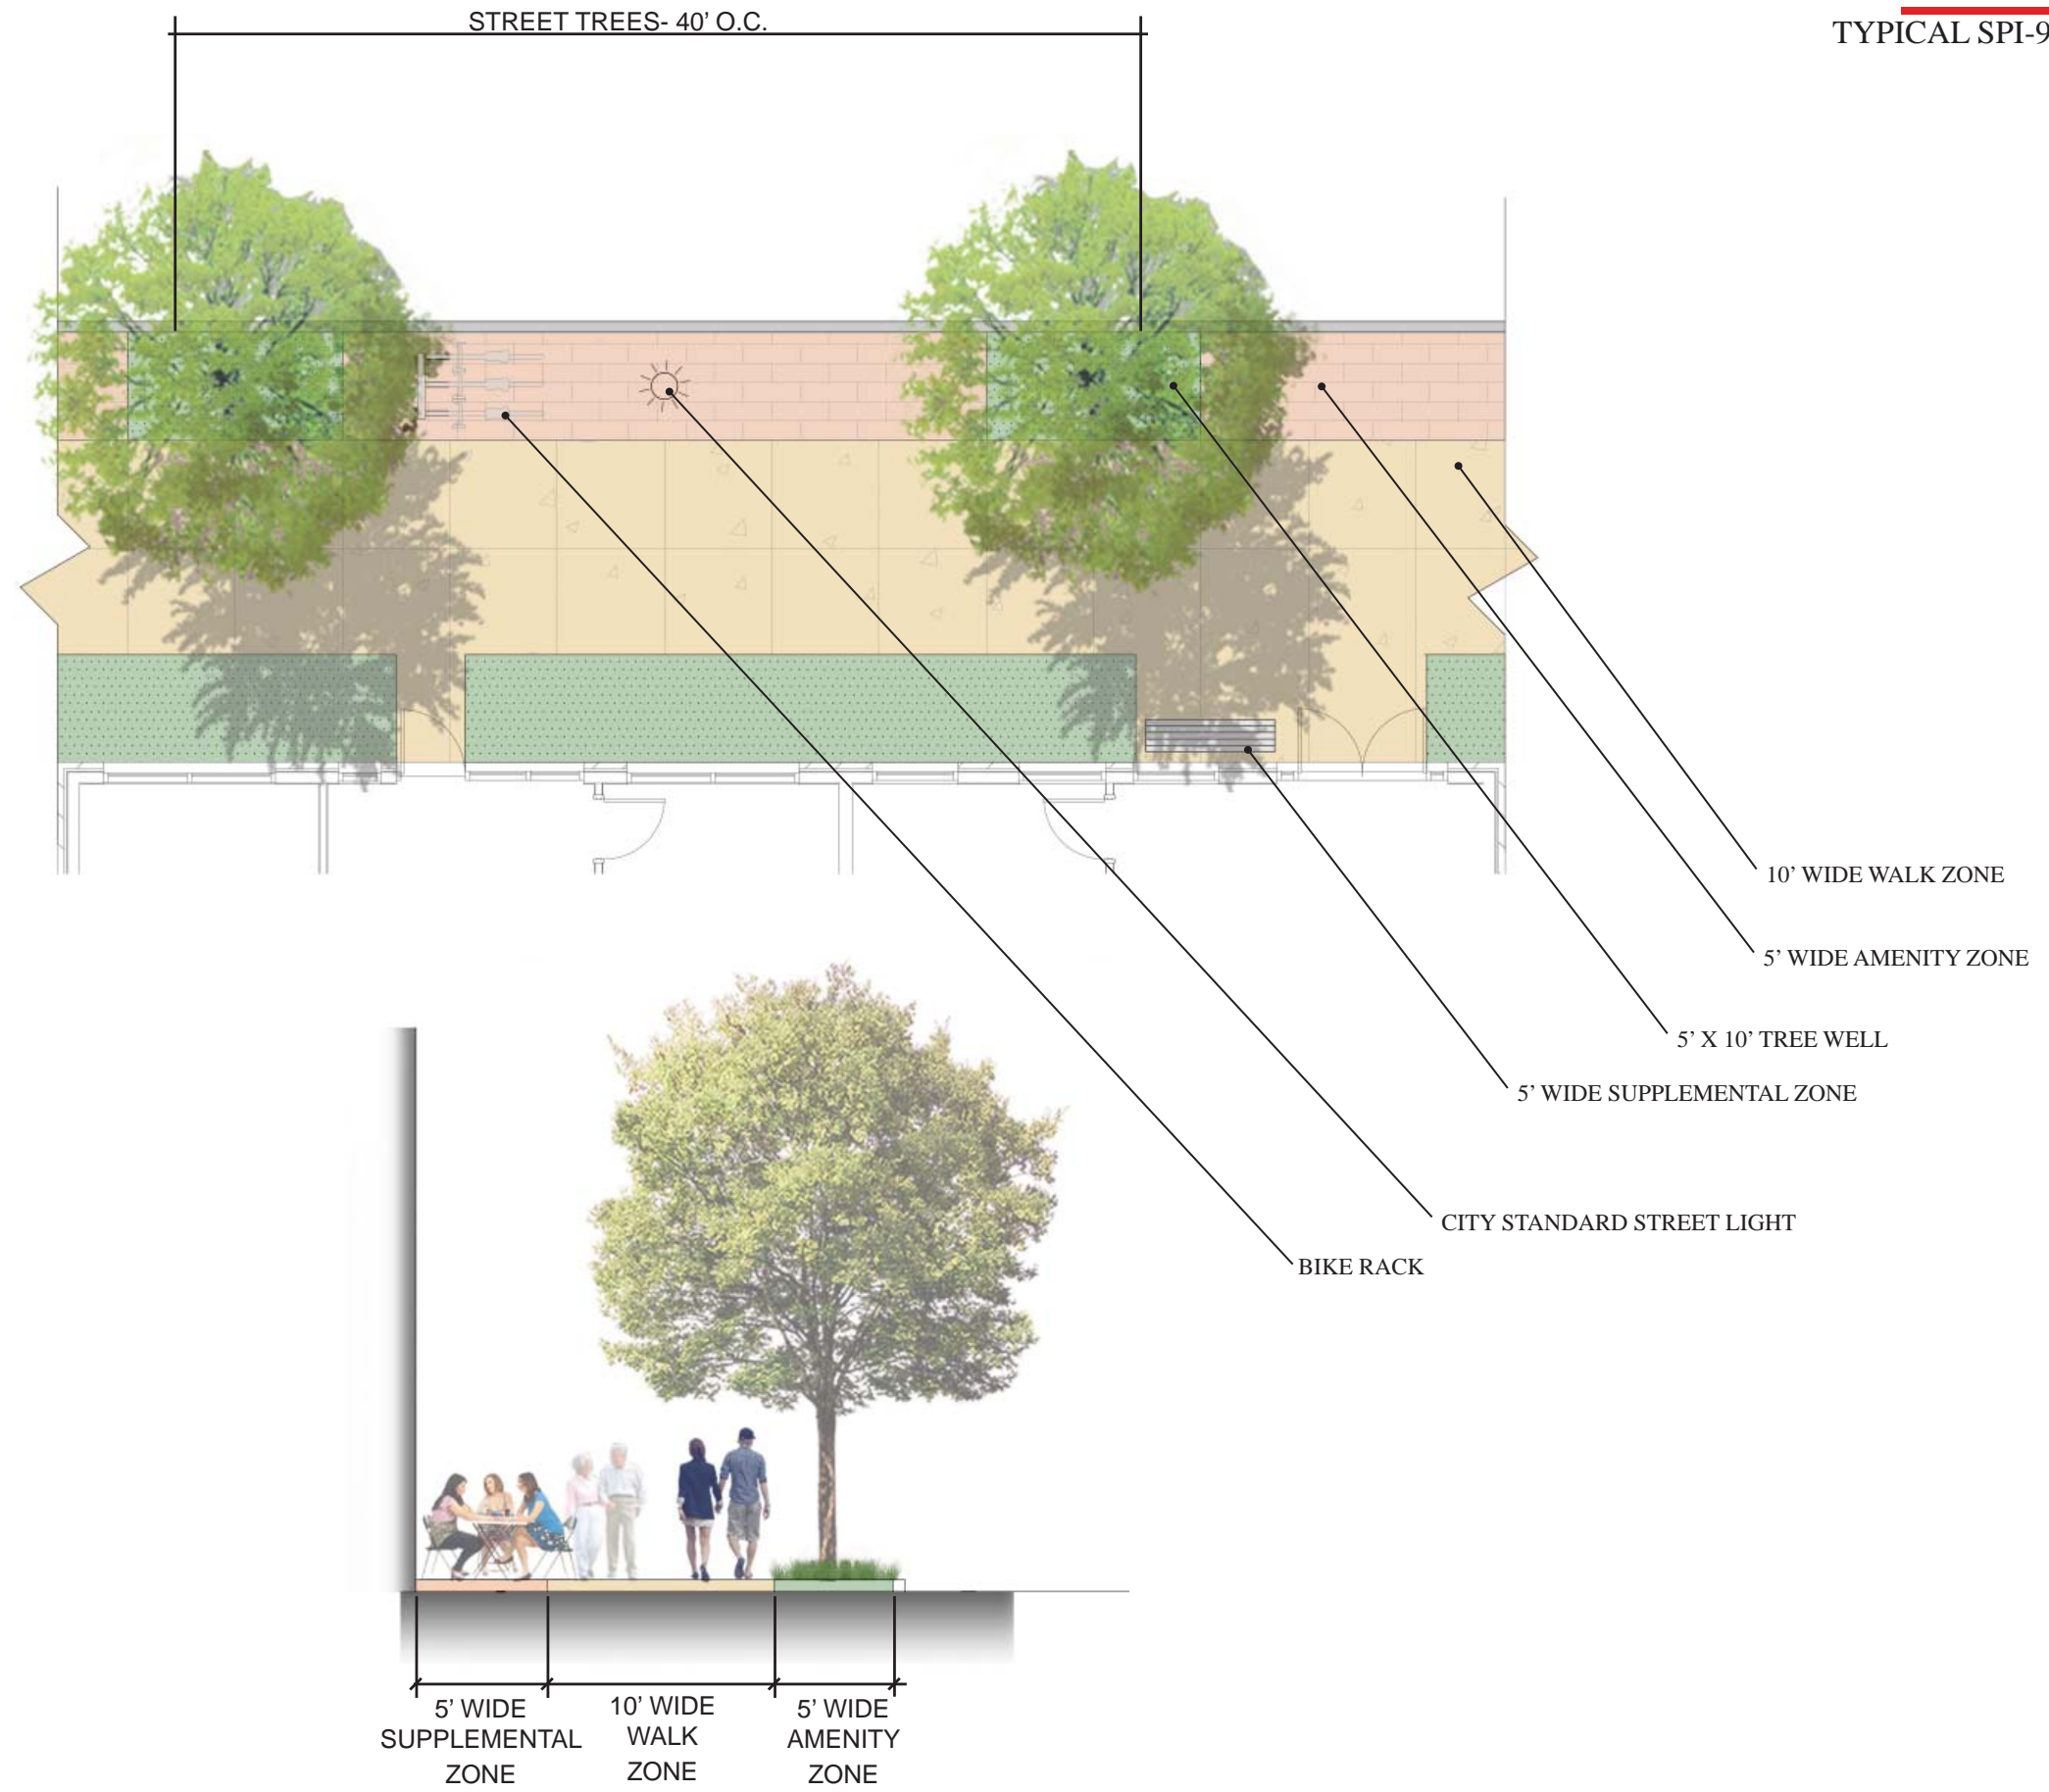 STREET TREES- 40’ O.C.
TYPICAL SPI-9
10’ WIDE WALK ZONE
5’ WIDE AMENITY ZONE
5’ X 10’ TREE WELL
5’ WIDE SUPPLEMENTAL ZONE
CITY STANDARD STREET LIGHT
BIKE RACK
5’ WIDE
SUPPLEMENTAL
ZONE
10’ WIDE
WALK
ZONE
5’ WIDE
AMENITY
ZONE